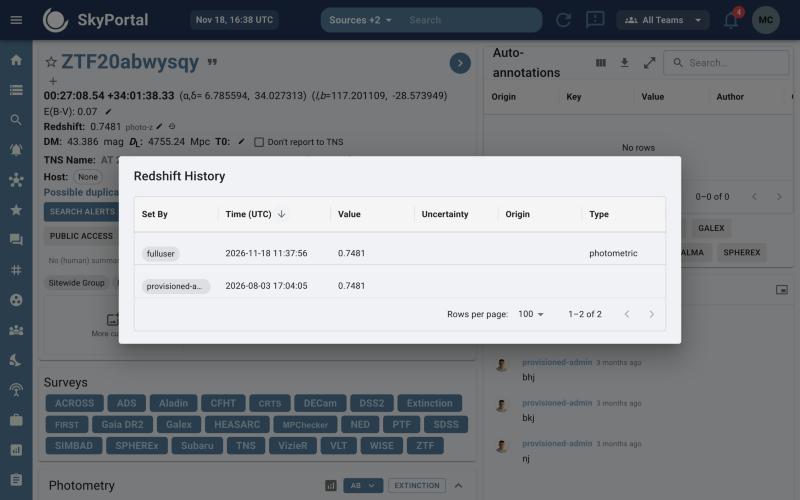 SkyPortal
Nov 18, 16:38 UTC
Sources +2
Search
All Teams
4
MC
ZTF20abwysqy
00:27:08.54 +34:01:38.33 (α,δ= 6.785594, 34.027313) (l,b=117.201109, -28.573949)
E(B-V): 0.07
Redshift: 0.7481 photo-z
DM: 43.386 mag DL: 4755.24 Mpc T0: Don't report to TNS
TNS Name: AT 2
Host: None
Possible duplica
SEARCH ALERTS
PUBLIC ACCESS
No (human) summar
Sitewide Group
More cu
Auto-annotations
Search...
Origin Key Value Author
No rows
0–0 of 0
GALEX
ALMA SPHEREX
Redshift History
Set By Time (UTC) Value Uncertainty Origin Type
fulluser 2026-11-18 11:37:56 0.7481 photometric
provisioned-a... 2026-08-03 17:04:05 0.7481
Rows per page: 100 1–2 of 2
provisioned-admin 3 months ago
bhj
provisioned-admin 3 months ago
bkj
provisioned-admin 3 months ago
nj
Surveys
ACROSS ADS Aladin CFHT CRTS DECam DSS2 Extinction
FIRST Gaia DR2 Galex HEASARC MPChecker NED PTF SDSS
SIMBAD SPHEREx Subaru TNS VizieR VLT WISE ZTF
Photometry
AB
EXTINCTION